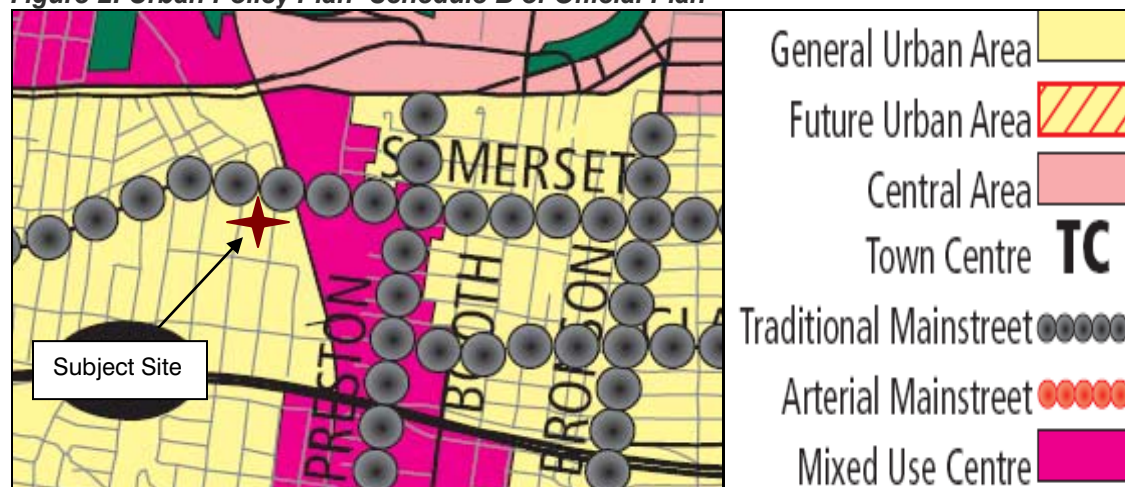 Figure 2: Urban Policy Plan- Schedule B of Official Plan
SOMERSET
PRESTON
BOOTH
BRONSON
Subject Site
General Urban Area
Future Urban Area
Central Area
Town Centre TC
Traditional Mainstreet
Arterial Mainstreet
Mixed Use Centre